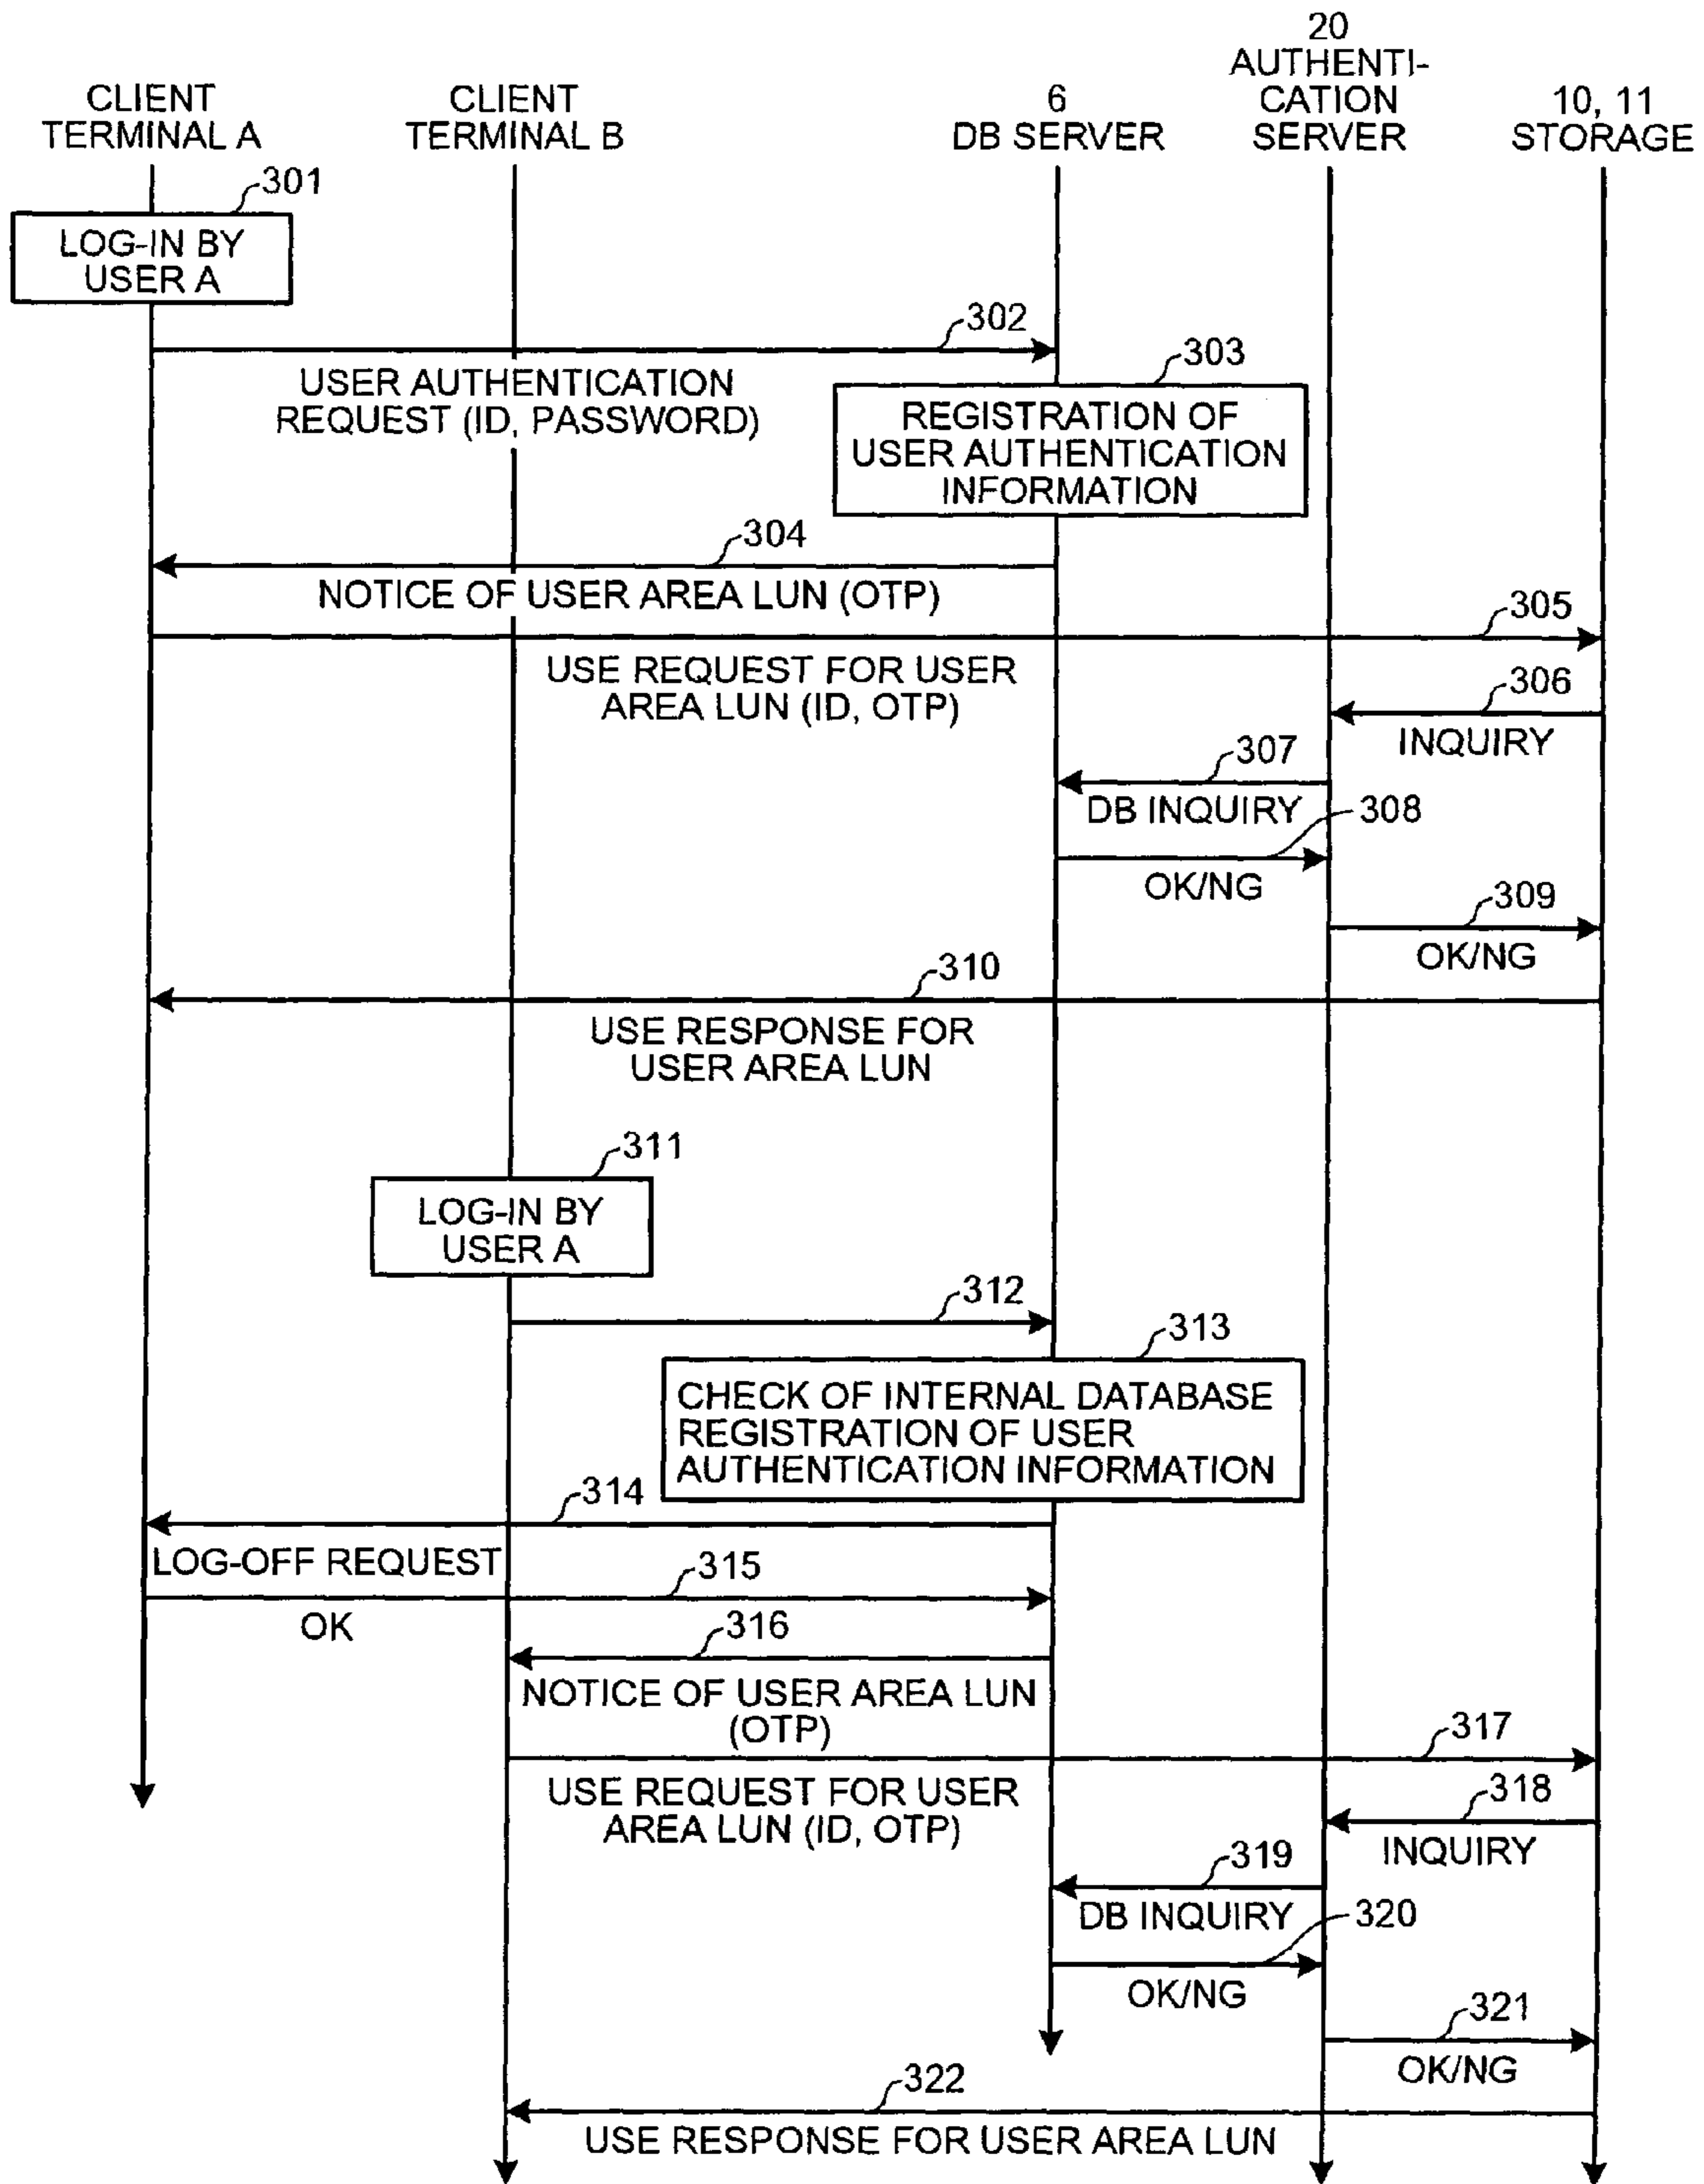 CLIENT
TERMINAL A
CLIENT
TERMINAL B
6
DB SERVER
20
AUTHENTI-
CATION
SERVER
10, 11
STORAGE
301
LOG-IN BY
USER A
302
USER AUTHENTICATION
REQUEST (ID, PASSWORD)
303
REGISTRATION OF
USER AUTHENTICATION
INFORMATION
304
NOTICE OF USER AREA LUN (OTP)
305
USE REQUEST FOR USER
AREA LUN (ID, OTP)
306
INQUIRY
307
DB INQUIRY
308
OK/NG
309
OK/NG
310
USE RESPONSE FOR
USER AREA LUN
311
LOG-IN BY
USER A
312
313
CHECK OF INTERNAL DATABASE
REGISTRATION OF USER
AUTHENTICATION INFORMATION
314
LOG-OFF REQUEST
315
OK
316
NOTICE OF USER AREA LUN
(OTP)
317
USE REQUEST FOR USER
AREA LUN (ID, OTP)
318
INQUIRY
319
DB INQUIRY
320
OK/NG
321
OK/NG
322
USE RESPONSE FOR USER AREA LUN